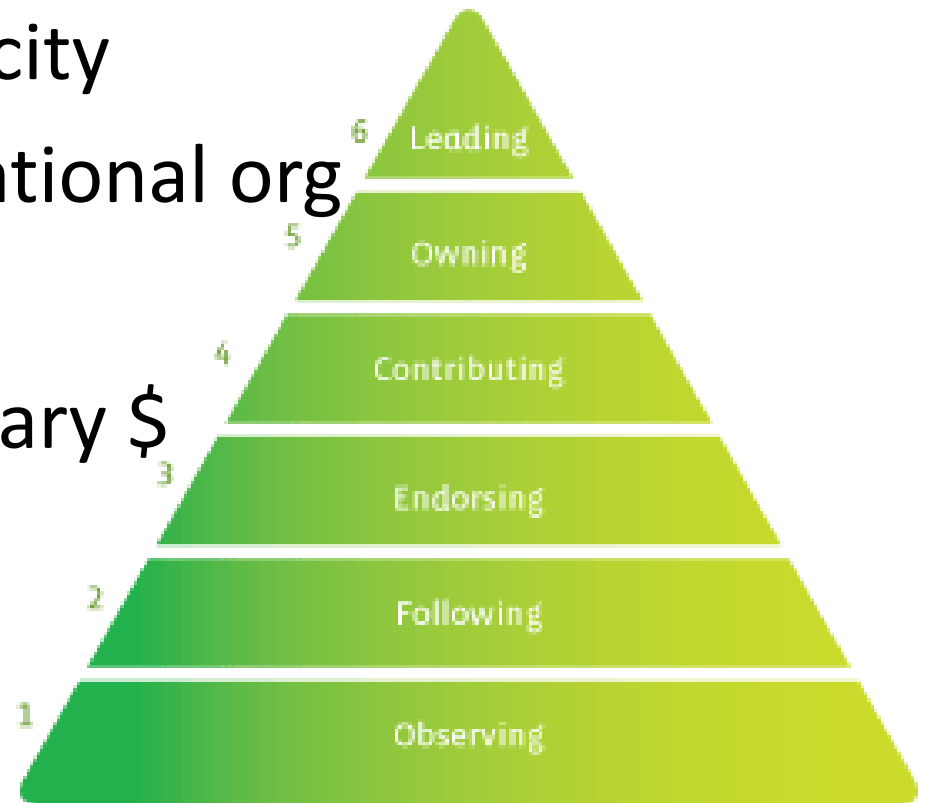 city
6 Leading
ational org
5 Owning
4 Contributing
ary $
3 Endorsing
2 Following
1 Observing